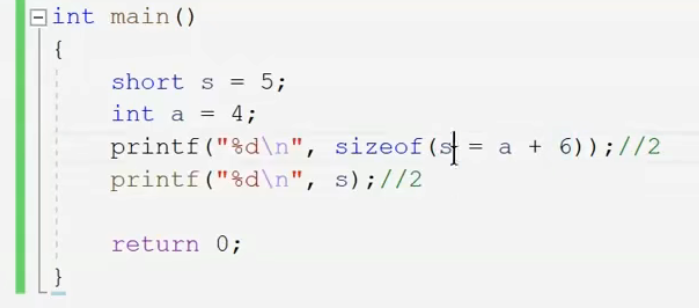 int main()
{
short s = 5;
int a = 4;
printf("%d\n", sizeof(s = a + 6));//2
printf("%d\n", s);//2
return 0;
}